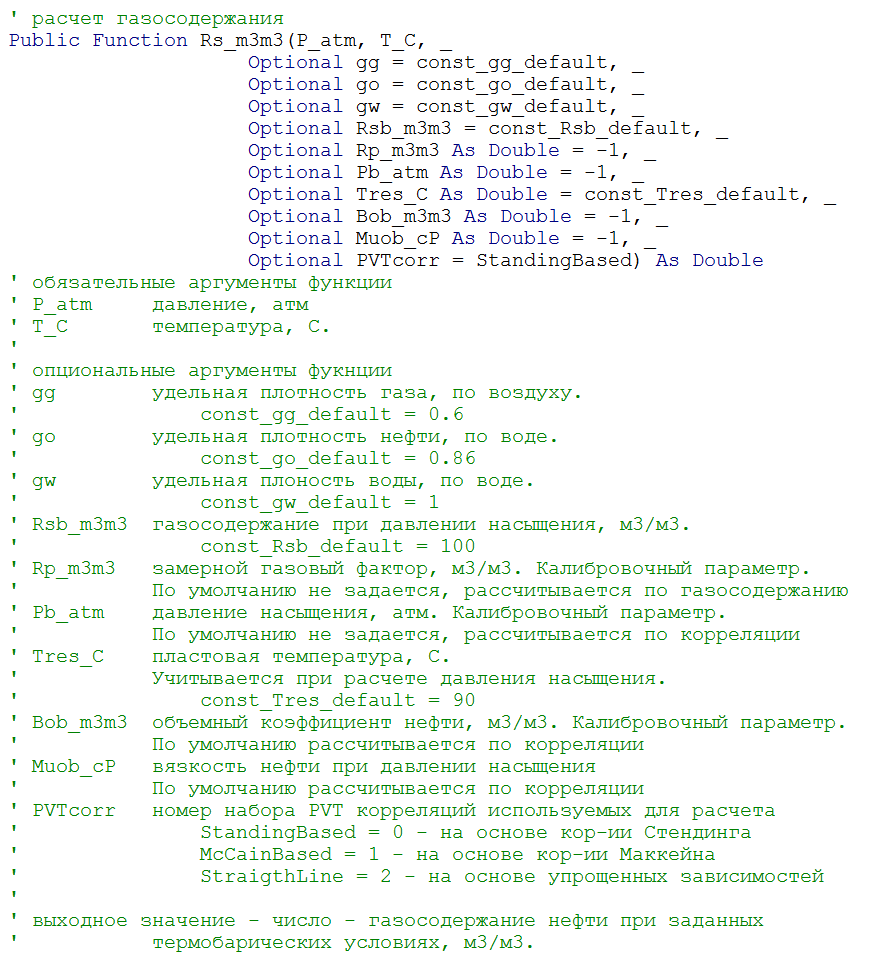 ' расчет газосодержания
Public Function Rs_m3m3(P_atm, T_C, _
                    Optional gg = const_gg_default, _
                    Optional go = const_go_default, _
                    Optional gw = const_gw_default, _
                    Optional Rsb_m3m3 = const_Rsb_default, _
                    Optional Rp_m3m3 As Double = -1, _
                    Optional Pb_atm As Double = -1, _
                    Optional Tres_C As Double = const_Tres_default, _
                    Optional Bob_m3m3 As Double = -1, _
                    Optional Muob_cP As Double = -1, _
                    Optional PVTcorr = StandingBased) As Double
' обязательные аргументы функции
' P_atm     давление, атм
' T_C       температура, С.
'
' опциональные аргументы фукнции
' gg        удельная плотность газа, по воздуху.
'               const_gg_default = 0.6
' go        удельная плотность нефти, по воде.
'               const_go_default = 0.86
' gw        удельная плоность воды, по воде.
'               const_gw_default = 1
' Rsb_m3m3  газосодержание при давлении насыщения, м3/м3.
'               const_Rsb_default = 100
' Rp_m3m3   замерной газовый фактор, м3/м3. Калибровочный параметр.
'           По умолчанию не задается, рассчитывается по газосодержанию
' Pb_atm    давление насыщения, атм. Калибровочный параметр.
'           По умолчанию не задается, рассчитывается по корреляции
' Tres_C    пластовая температура, С.
'           Учитывается при расчете давления насыщения.
'               const_Tres_default = 90
' Bob_m3m3  объемный коэффициент нефти, м3/м3. Калибровочный параметр.
'           По умолчанию рассчитывается по корреляции
' Muob_cP   вязкость нефти при давлении насыщения
'           По умолчанию рассчитывается по корреляции
' PVTcorr   номер набора PVT корреляций используемых для расчета
'               StandingBased = 0 - на основе кор-ии Стендинга
'               McCainBased = 1 - на основе кор-ии Маккейна
'               StraigthLine = 2 - на основе упрощенных зависимостей
'
' выходное значение - число - газосодержание нефти при заданных
'           термобарических условиях, м3/м3.